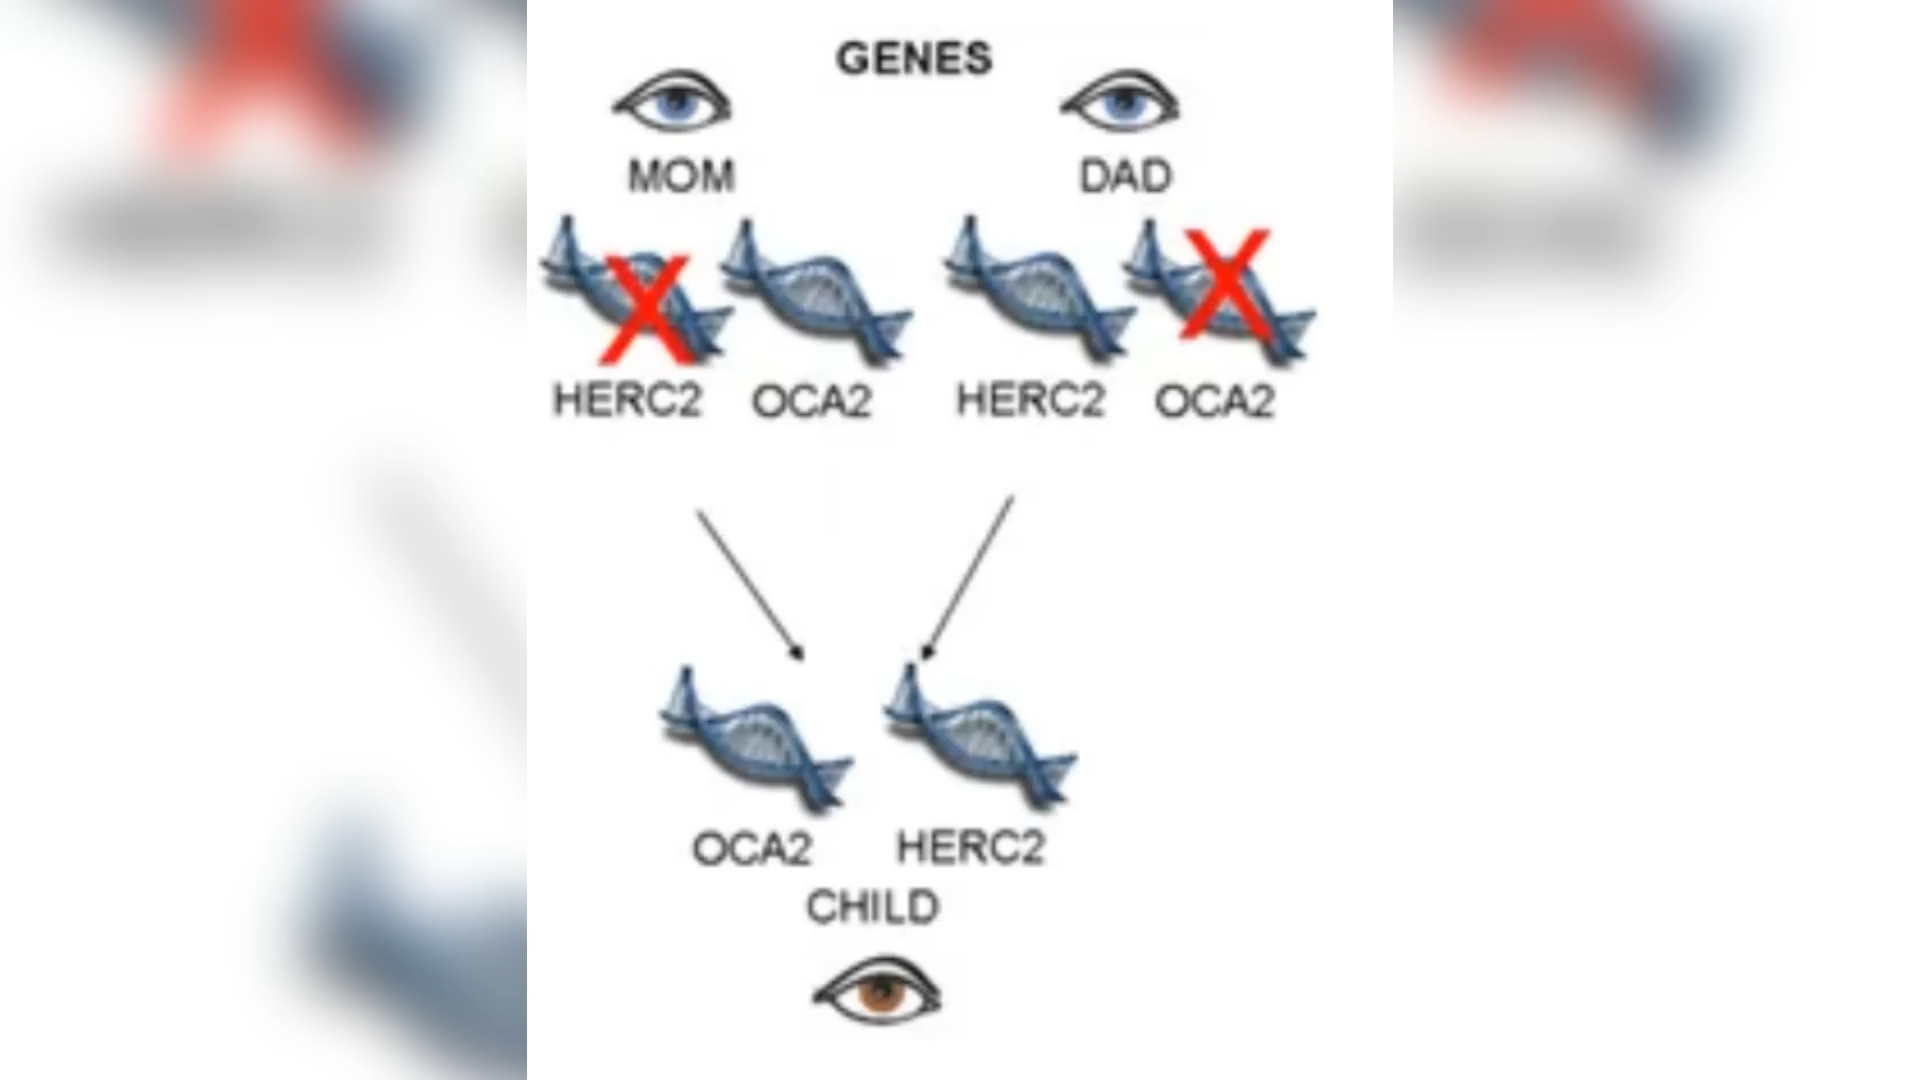 GENES
MOM
DAD
HERC2
OCA2
HERC2
OCA2
OCA2
HERC2
CHILD